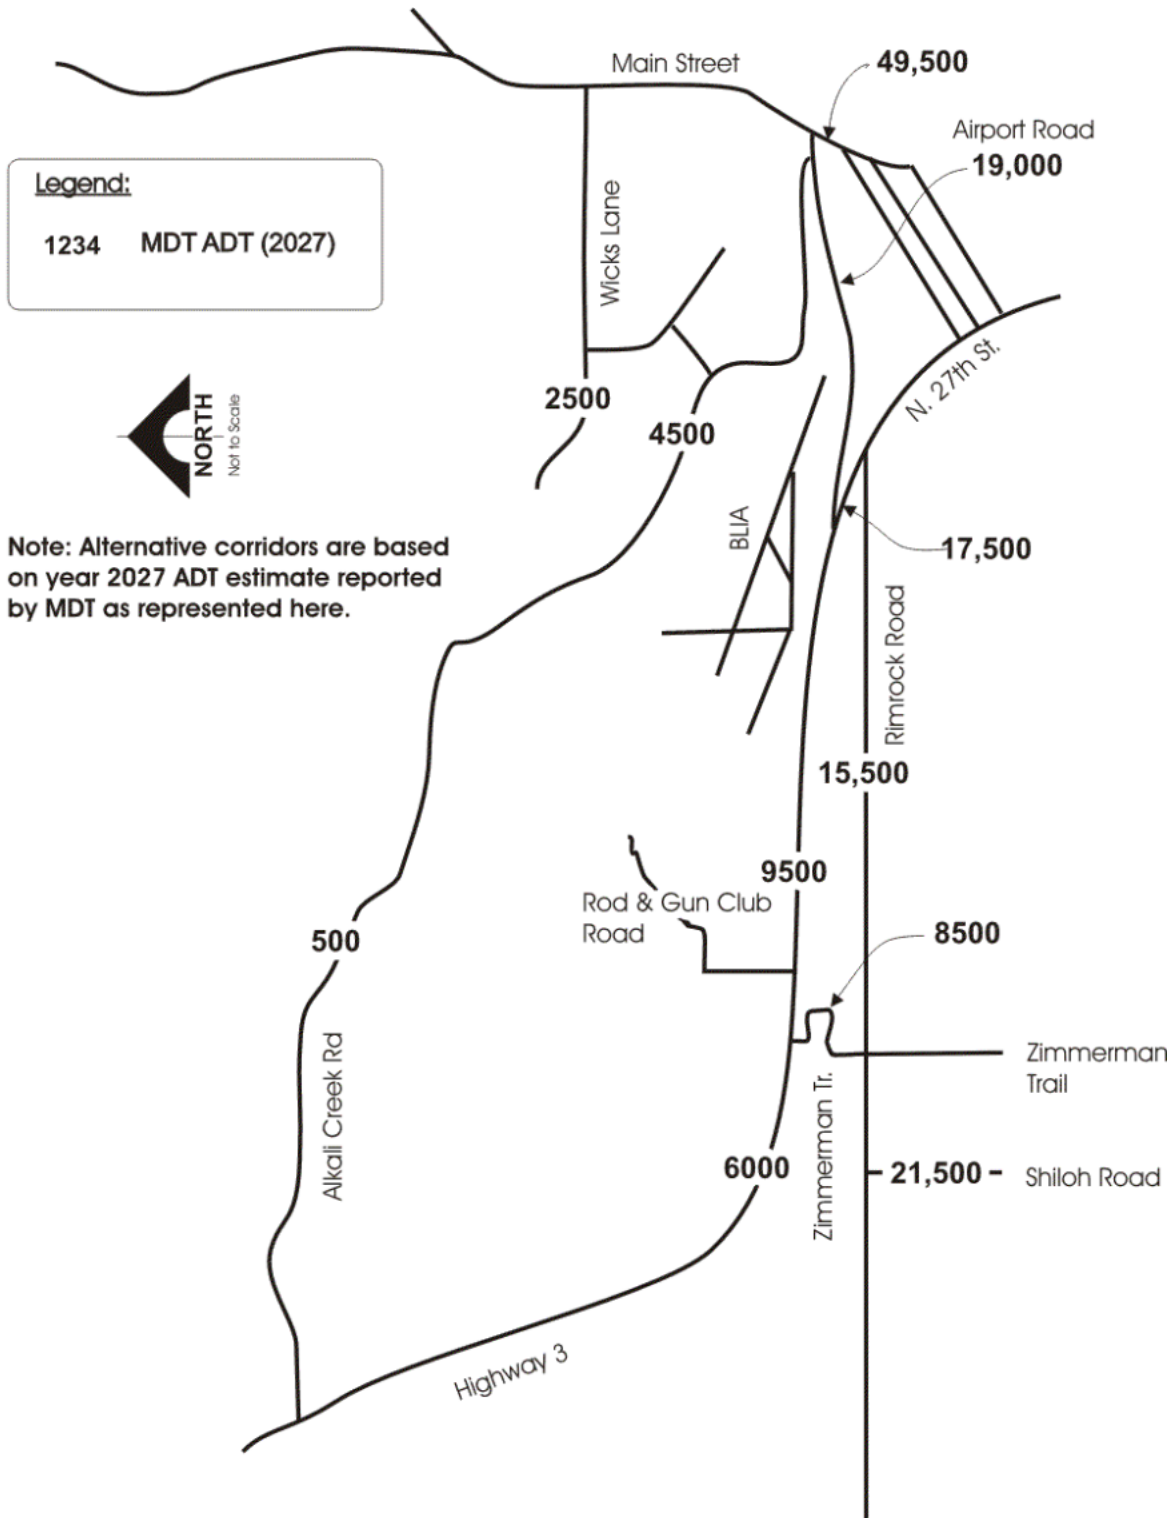 Main Street
49,500
Airport Road
19,000
Legend:
1234 MDT ADT (2027)
Wicks Lane
NORTH
Not to Scale
2500
4500
N. 27th St.
Note: Alternative corridors are based
on year 2027 ADT estimate reported
by MDT as represented here.
BLIA
17,500
Rimrock Road
15,500
9500
Rod & Gun Club
Road
8500
500
Alkali Creek Rd
Zimmerman
Trail
Zimmerman Tr.
6000
21,500
Shiloh Road
Highway 3